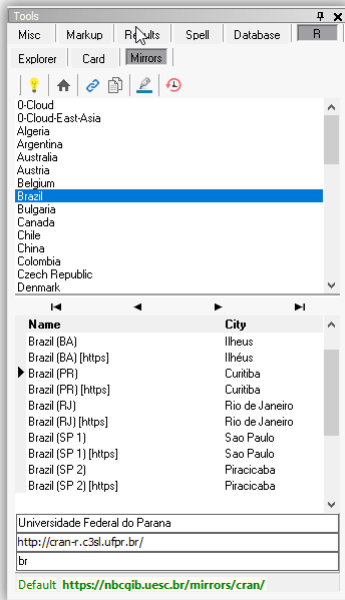 Tools
Misc Markup Results Spell Database R
Explorer Card Mirrors
0-Cloud
0-Cloud-East-Asia
Algeria
Argentina
Australia
Austria
Belgium
Brazil
Bulgaria
Canada
Chile
China
Colombia
Czech Republic
Denmark
Name City
Brazil (BA) Ilheus
Brazil (BA) [https] Ilhéus
Brazil (PR) Curitiba
Brazil (PR) [https] Curitiba
Brazil (RJ) Rio de Janeiro
Brazil (RJ) [https] Rio de Janeiro
Brazil (SP 1) Sao Paulo
Brazil (SP 1) [https] Sao Paulo
Brazil (SP 2) Piracicaba
Brazil (SP 2) [https] Piracicaba
Universidade Federal do Parana
http://cran-r.c3sl.ufpr.br/
br
Default https://nbcgib.uesc.br/mirrors/cran/